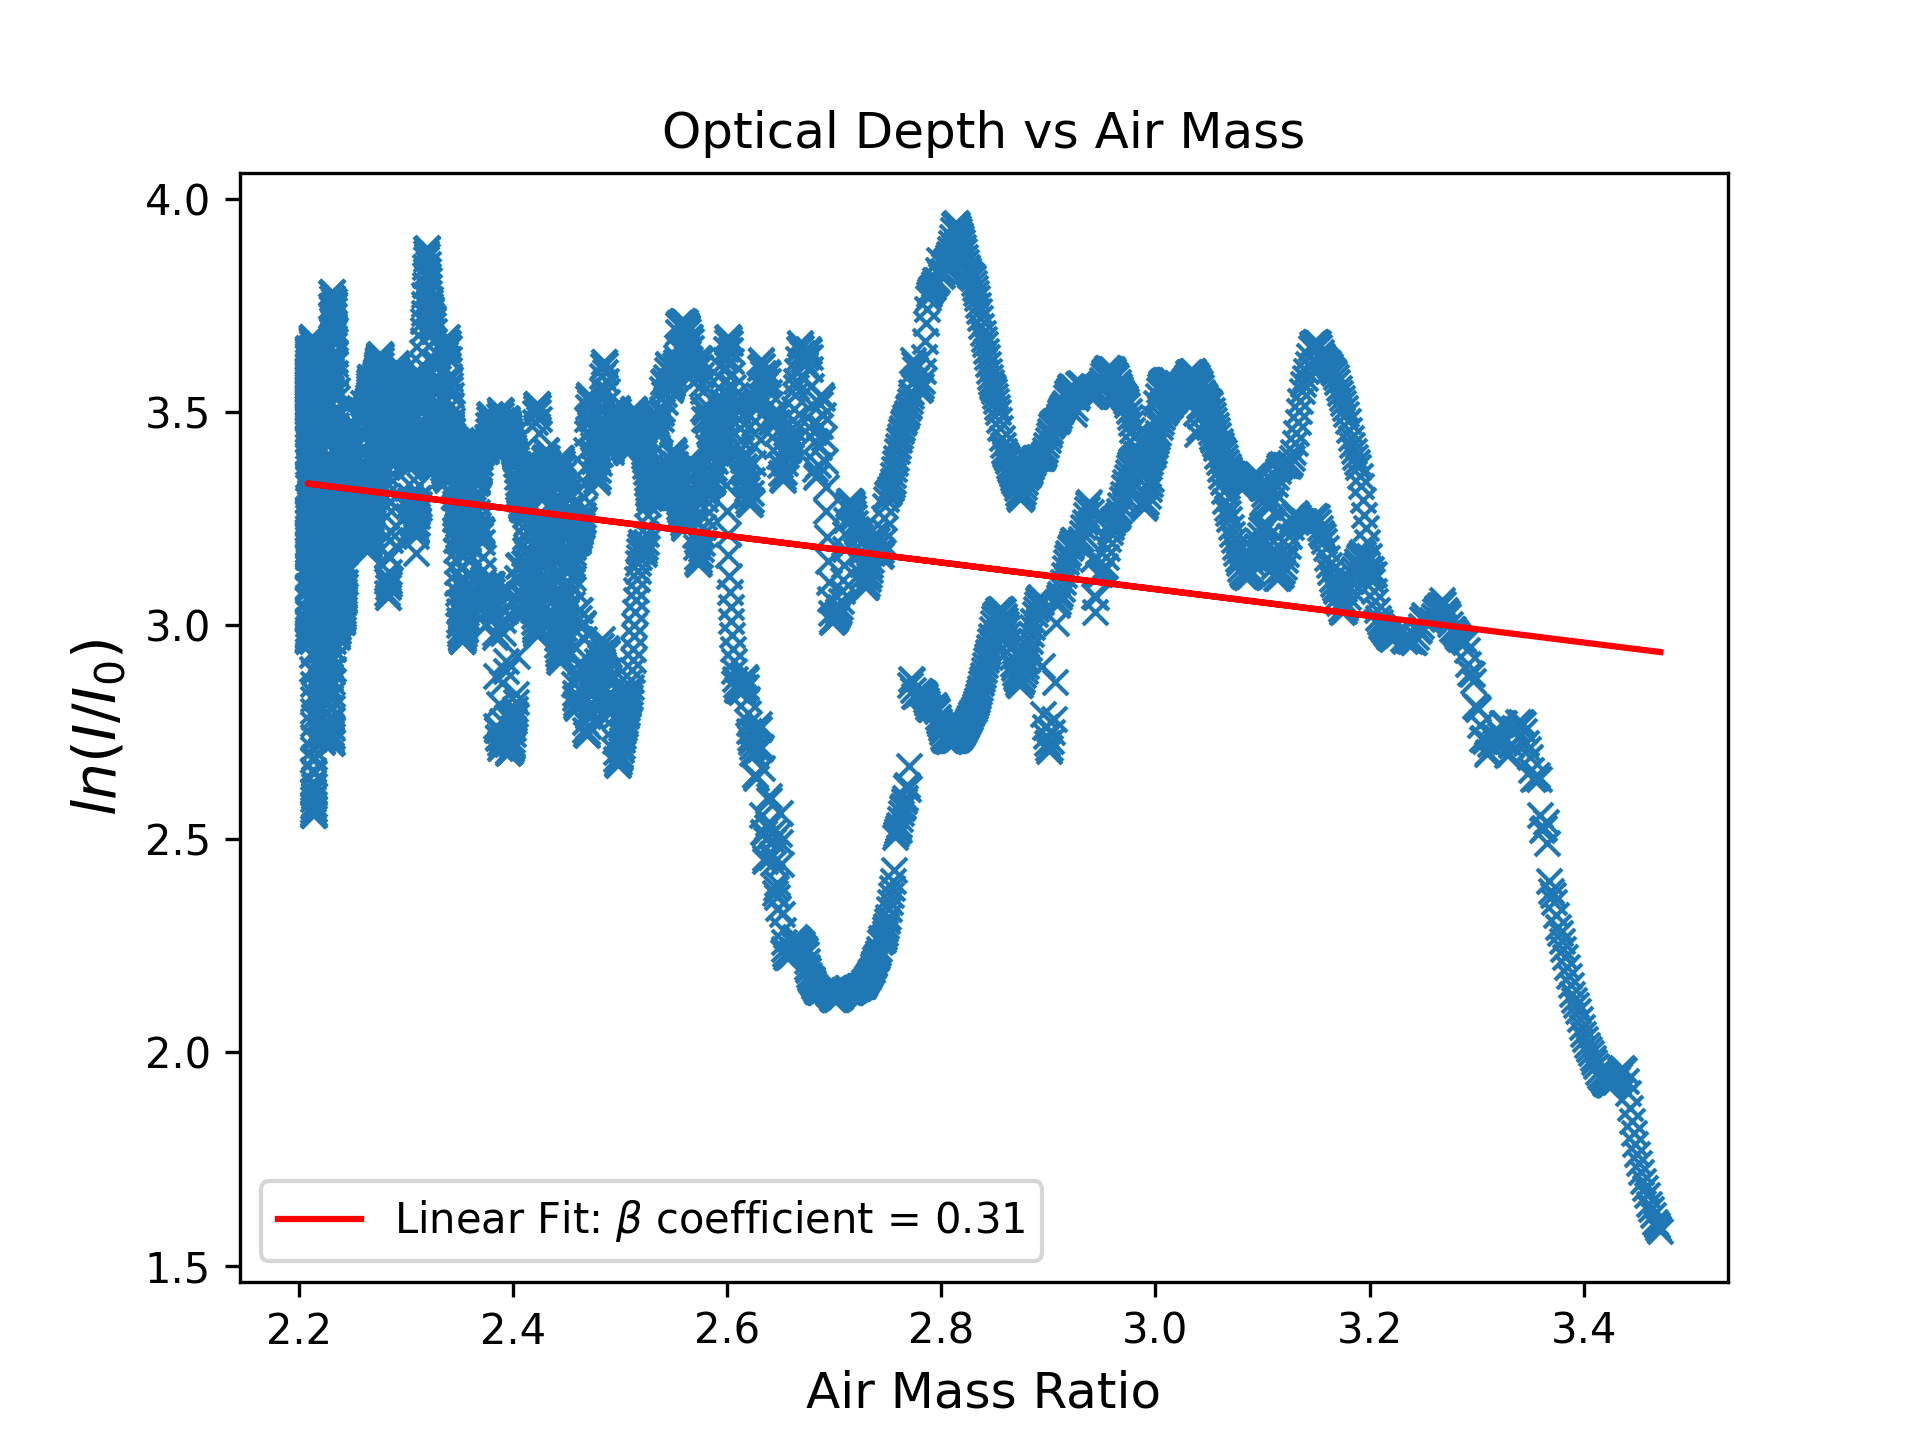 Optical Depth vs Air Mass
4.0
3.5
3.0
2.5
2.0
1.5
ln(I/I₀)
Linear Fit: β coefficient = 0.31
2.2 2.4 2.6 2.8 3.0 3.2 3.4
Air Mass Ratio